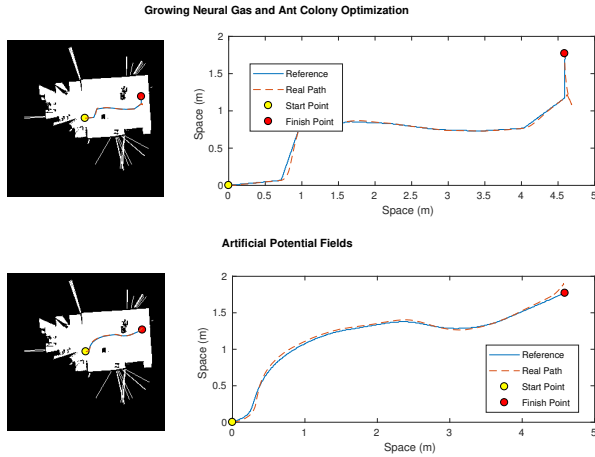 Growing Neural Gas and Ant Colony Optimization
2
1.5
1
0.5
0
Space (m)
Reference
Real Path
Start Point
Finish Point
0 0.5 1 1.5 2 2.5 3 3.5 4 4.5 5
Space (m)
Artificial Potential Fields
2
1.5
1
0.5
0
Space (m)
Reference
Real Path
Start Point
Finish Point
0 1 2 3 4 5
Space (m)